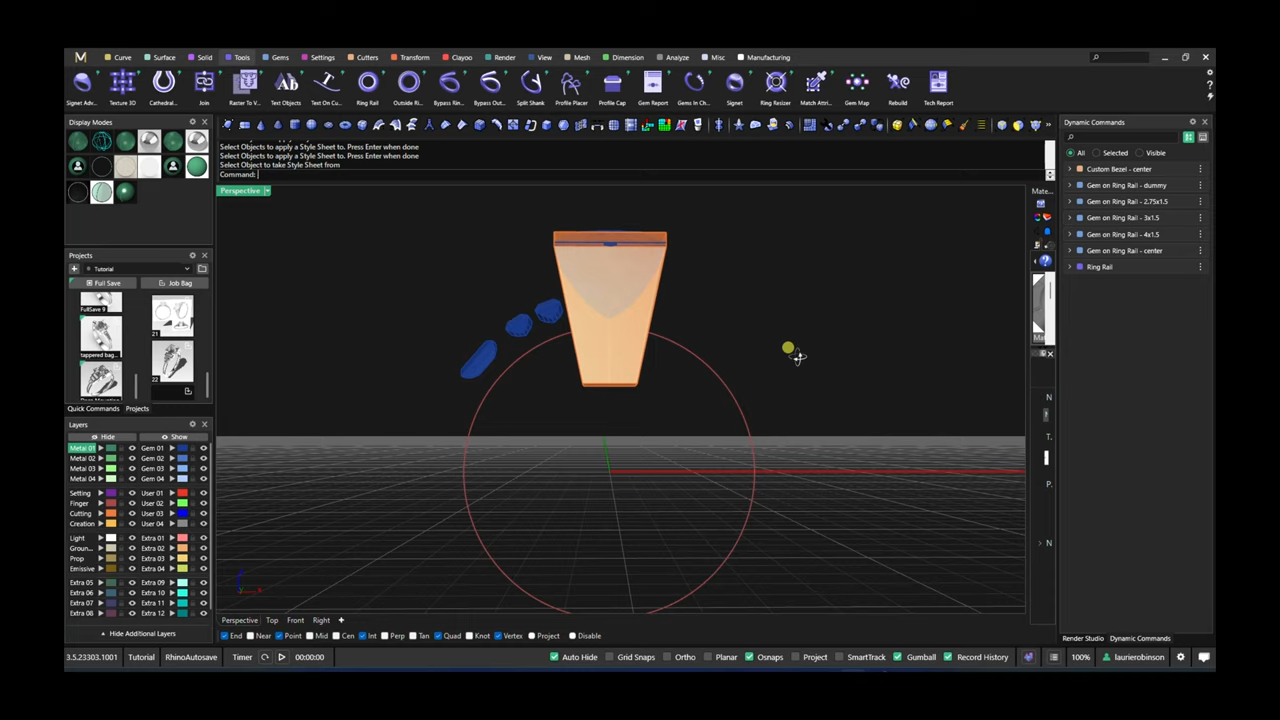 Curve Surface Solid Tools Gems Settings Cutters Transform Clayoo Render View Mesh Dimension Analyze Misc Manufacturing
Signet Adv... Texture 3D Cathedral... Join Raster To V... Text Objects Text On Cu... Ring Rail Outside Ri... Bypass Rin... Bypass Out... Split Shank Profile Placer Profile Cap Gem Report Gems In Ch... Signet Ring Resizer Match Attri... Gem Map Rebuild Tech Report
Display Modes
Select Objects to apply a Style Sheet to. Press Enter when done
Select Objects to apply a Style Sheet to. Press Enter when done
Select Object to take Style Sheet from
Command:
Perspective
Mate...
Dynamic Commands
All Selected Visible
Custom Bezel - center
Gem on Ring Rail - dummy
Gem on Ring Rail - 2.75x1.5
Gem on Ring Rail - 3x1.5
Gem on Ring Rail - 4x1.5
Gem on Ring Rail - center
Ring Rail
Projects
Tutorial
Full Save Job Bag
FullSave 9
21
tappered bag...
22
Quick Commands Projects
Layers
Hide Show
Metal 01 Gem 01
Metal 02 Gem 02
Metal 03 Gem 03
Metal 04 Gem 04
Setting User 01
Finger User 02
Cutting User 03
Creation User 04
Light Extra 01
Groun... Extra 02
Prop Extra 03
Emissive Extra 04
Extra 05 Extra 09
Extra 06 Extra 10
Extra 07 Extra 11
Extra 08 Extra 12
Hide Additional Layers
N
T.
P.
N
Perspective Top Front Right
End Near Point Mid Cen Int Perp Tan Quad Knot Vertex Project Disable
Render Studio Dynamic Commands
3.5.23303.1001 Tutorial RhinoAutosave Timer 00:00:00 Auto Hide Grid Snaps Ortho Planar Osnaps Project SmartTrack Gumball Record History 100% laurierobinson